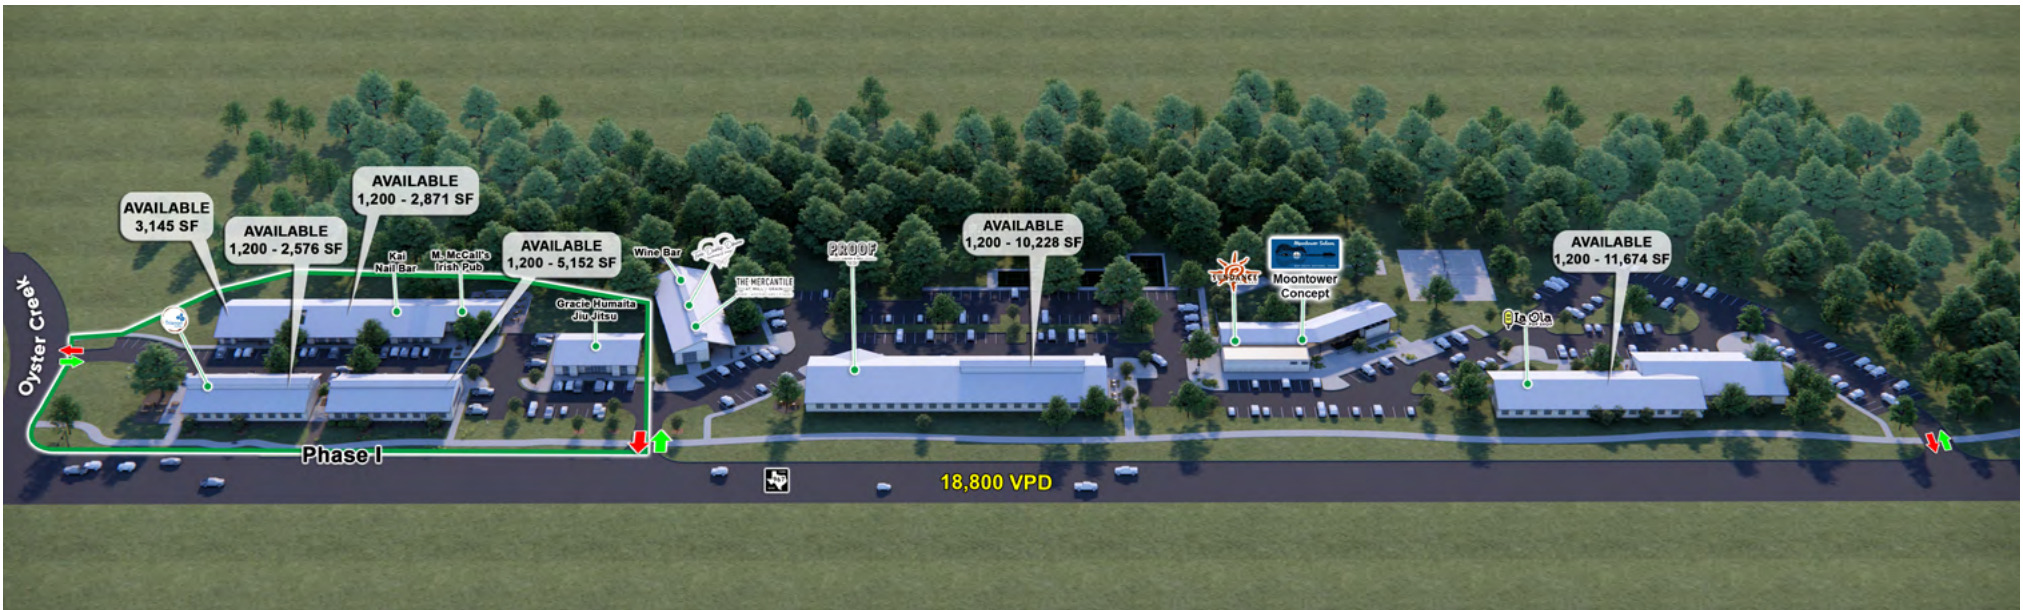 AVAILABLE
3,145 SF
AVAILABLE
1,200 - 2,576 SF
AVAILABLE
1,200 - 2,871 SF
Kai
Nail Bar
M. McCall's
Irish Pub
AVAILABLE
1,200 - 5,152 SF
Gracie Humaita
Jiu Jitsu
Wine Bar
THE MERCANTILE
PROOF
AVAILABLE
1,200 - 10,228 SF
SUNDANCE
Moontower
Concept
la Ola
AVAILABLE
1,200 - 11,674 SF
Oyster Creek
Phase I
967
18,800 VPD